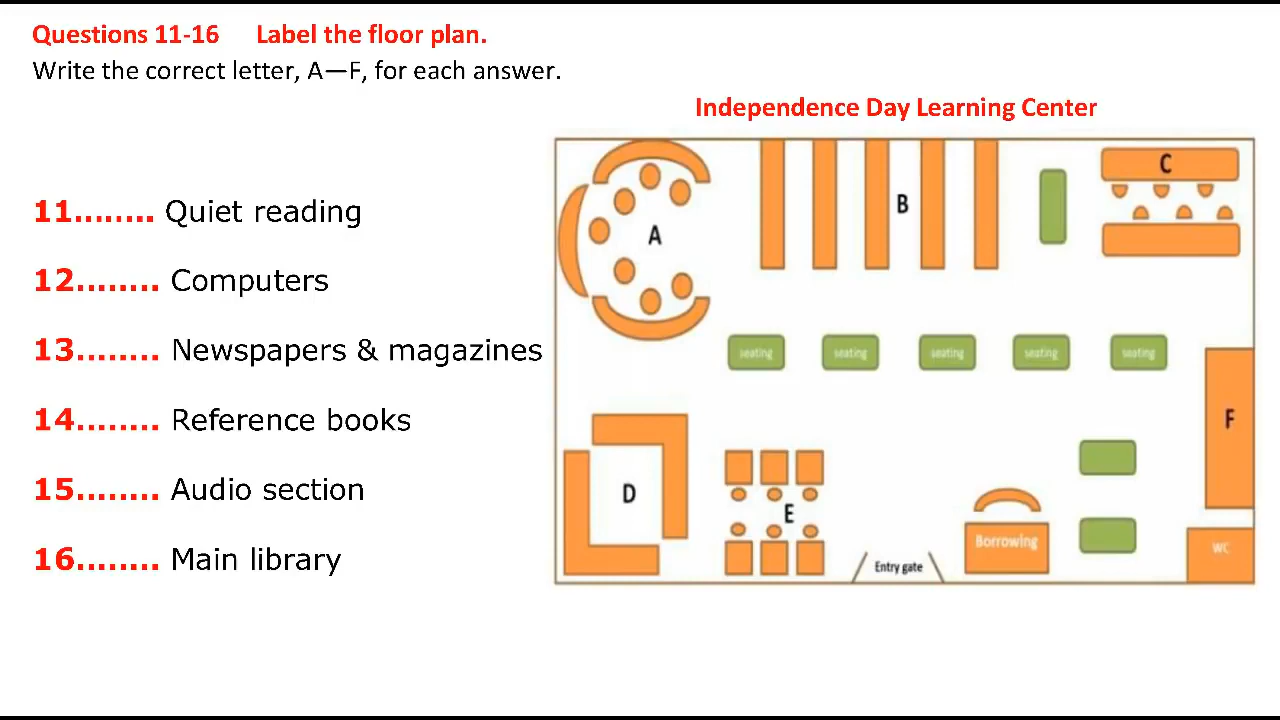 Questions 11-16 Label the floor plan.
Write the correct letter, A—F, for each answer.
Independence Day Learning Center
11........ Quiet reading
12........ Computers
13........ Newspapers & magazines
14........ Reference books
15........ Audio section
16........ Main library
A
B
C
seating seating seating seating seating
F
D
E
Borrowing
WC
Entry gate